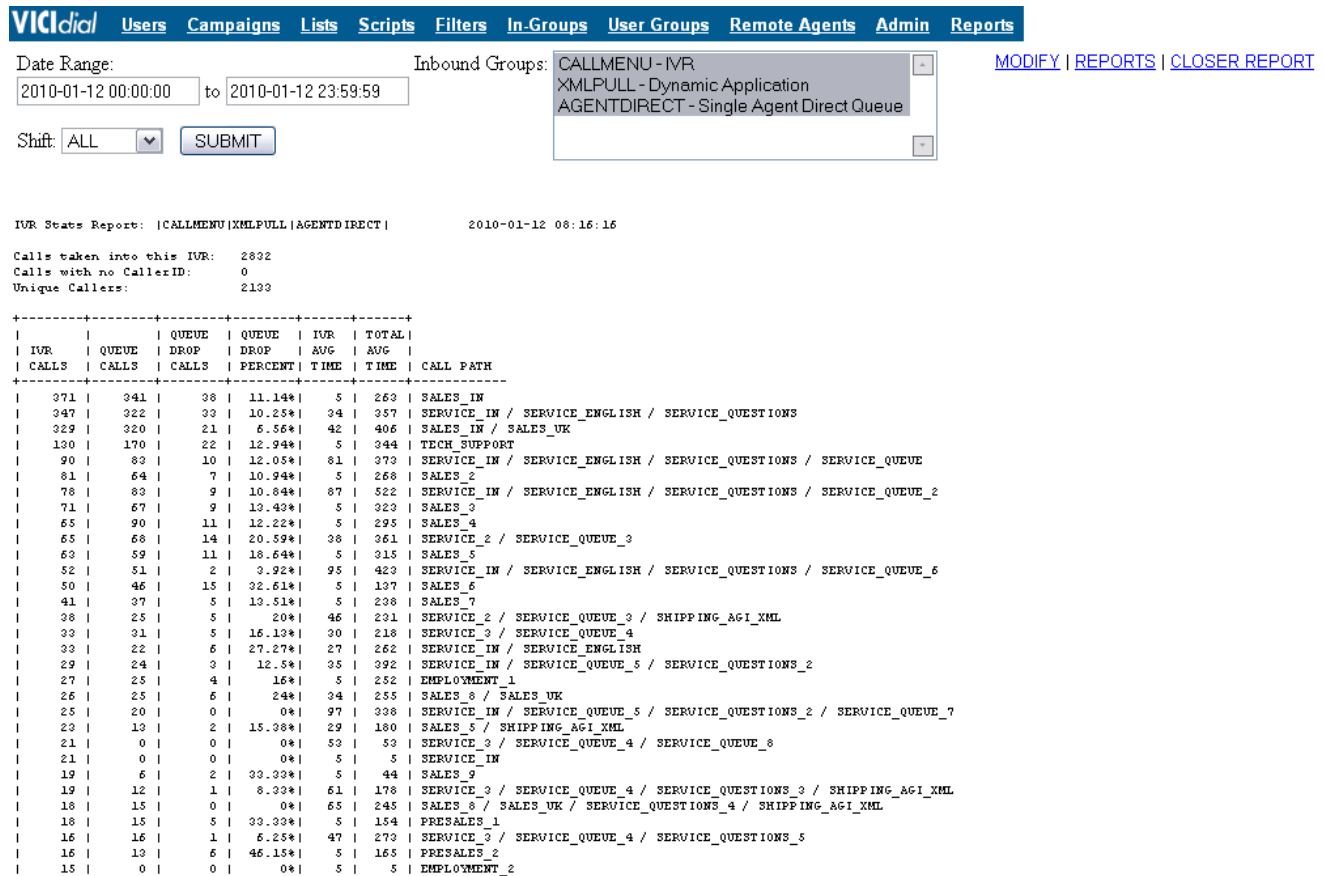 VICIdial Users Campaigns Lists Scripts Filters In-Groups User Groups Remote Agents Admin Reports
Date Range: Inbound Groups: CALLMENU - IVR MODIFY | REPORTS | CLOSER REPORT
2010-01-12 00:00:00 to 2010-01-12 23:59:59 XMLPULL - Dynamic Application
AGENTDIRECT - Single Agent Direct Queue
Shift: ALL SUBMIT
IVR Stats Report: |CALLMENU|XMLPULL|AGENTDIRECT| 2010-01-12 08:16:16
Calls taken into this IVR: 2832
Calls with no CallerID: 0
Unique Callers: 2133
+--------+--------+--------+--------+------+------+
| | | QUEUE | QUEUE | IVR | TOTAL|
| IVR | QUEUE | DROP | DROP | AVG | AVG |
| CALLS | CALLS | CALLS | PERCENT| TIME | TIME | CALL PATH
+--------+--------+--------+--------+------+------+------------
| 371 | 341 | 38 | 11.14%| 5 | 263 | SALES_IN
| 347 | 322 | 33 | 10.25%| 34 | 357 | SERVICE_IN / SERVICE_ENGLISH / SERVICE_QUESTIONS
| 329 | 320 | 21 | 6.56%| 42 | 406 | SALES_IN / SALES_UK
| 130 | 170 | 22 | 12.94%| 5 | 344 | TECH_SUPPORT
| 90 | 83 | 10 | 12.05%| 81 | 373 | SERVICE_IN / SERVICE_ENGLISH / SERVICE_QUESTIONS / SERVICE_QUEUE
| 81 | 64 | 7 | 10.94%| 5 | 268 | SALES_2
| 78 | 83 | 9 | 10.84%| 87 | 522 | SERVICE_IN / SERVICE_ENGLISH / SERVICE_QUESTIONS / SERVICE_QUEUE_2
| 71 | 67 | 9 | 13.43%| 5 | 323 | SALES_3
| 65 | 90 | 11 | 12.22%| 5 | 295 | SALES_4
| 65 | 68 | 14 | 20.59%| 38 | 361 | SERVICE_2 / SERVICE_QUEUE_3
| 63 | 59 | 11 | 18.64%| 5 | 315 | SALES_5
| 52 | 51 | 2 | 3.92%| 95 | 423 | SERVICE_IN / SERVICE_ENGLISH / SERVICE_QUESTIONS / SERVICE_QUEUE_6
| 50 | 46 | 15 | 32.61%| 5 | 137 | SALES_6
| 41 | 37 | 5 | 13.51%| 5 | 238 | SALES_7
| 38 | 25 | 5 | 20%| 46 | 231 | SERVICE_2 / SERVICE_QUEUE_3 / SHIPPING_AGI_XML
| 33 | 31 | 5 | 16.13%| 30 | 218 | SERVICE_3 / SERVICE_QUEUE_4
| 33 | 22 | 6 | 27.27%| 27 | 262 | SERVICE_IN / SERVICE_ENGLISH
| 29 | 24 | 3 | 12.5%| 35 | 392 | SERVICE_IN / SERVICE_QUEUE_5 / SERVICE_QUESTIONS_2
| 27 | 25 | 4 | 16%| 5 | 252 | EMPLOYMENT_1
| 26 | 25 | 6 | 24%| 34 | 255 | SALES_8 / SALES_UK
| 25 | 20 | 0 | 0%| 97 | 338 | SERVICE_IN / SERVICE_QUEUE_5 / SERVICE_QUESTIONS_2 / SERVICE_QUEUE_7
| 23 | 13 | 2 | 15.38%| 29 | 180 | SALES_5 / SHIPPING_AGI_XML
| 21 | 0 | 0 | 0%| 53 | 53 | SERVICE_3 / SERVICE_QUEUE_4 / SERVICE_QUEUE_8
| 21 | 0 | 0 | 0%| 5 | 5 | SERVICE_IN
| 19 | 6 | 2 | 33.33%| 5 | 44 | SALES_9
| 19 | 12 | 1 | 8.33%| 61 | 178 | SERVICE_3 / SERVICE_QUEUE_4 / SERVICE_QUESTIONS_3 / SHIPPING_AGI_XML
| 18 | 15 | 0 | 0%| 65 | 245 | SALES_8 / SALES_UK / SERVICE_QUESTIONS_4 / SHIPPING_AGI_XML
| 18 | 15 | 5 | 33.33%| 5 | 154 | PRESALES_1
| 16 | 16 | 1 | 6.25%| 47 | 273 | SERVICE_3 / SERVICE_QUEUE_4 / SERVICE_QUESTIONS_5
| 16 | 13 | 6 | 46.15%| 5 | 165 | PRESALES_2
| 15 | 0 | 0 | 0%| 5 | 5 | EMPLOYMENT_2